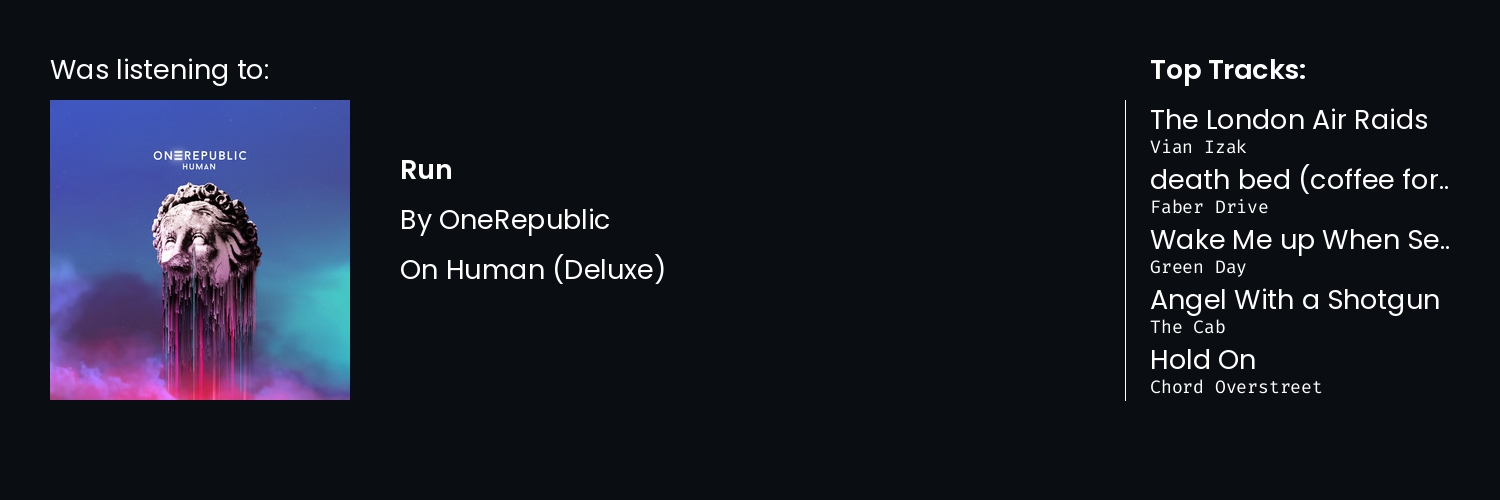 Was listening to:
ONEREPUBLIC
HUMAN
Run
By OneRepublic
On Human (Deluxe)
Top Tracks:
The London Air Raids
Vian Izak
death bed (coffee for..
Faber Drive
Wake Me up When Se..
Green Day
Angel With a Shotgun
The Cab
Hold On
Chord Overstreet